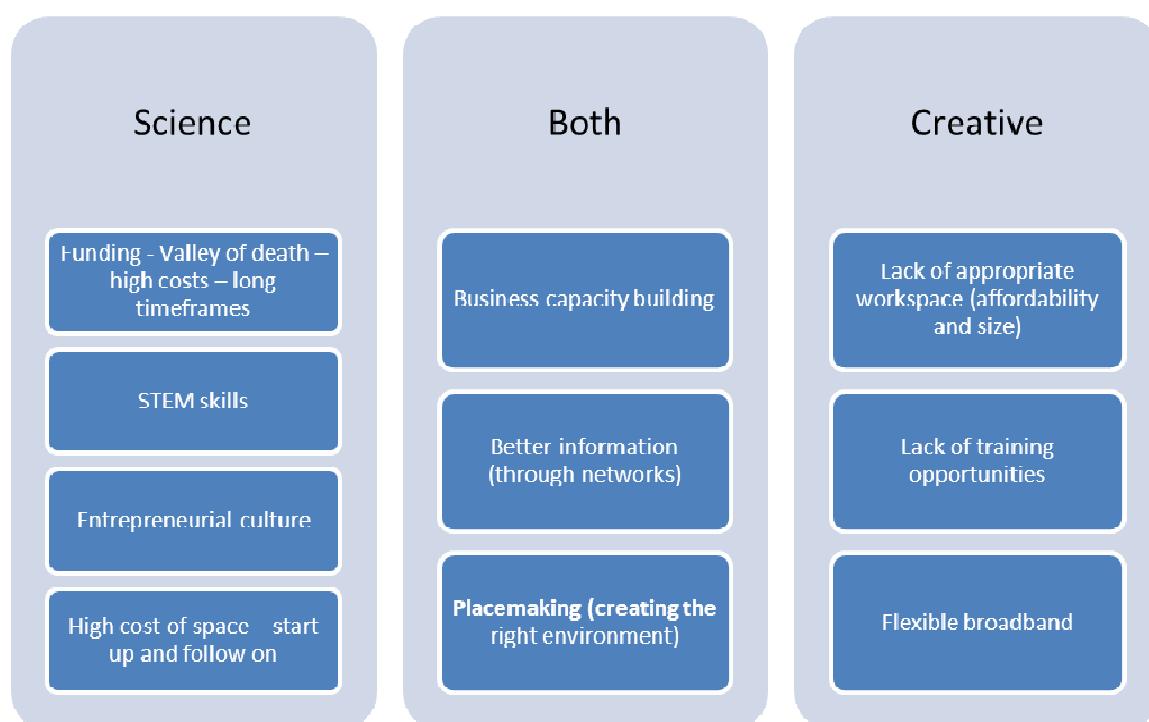 Science
Funding - Valley of death –
high costs – long
timeframes
STEM skills
Entrepreneurial culture
High cost of space start
up and follow on
Both
Business capacity building
Better information
(through networks)
Placemaking (creating the
right environment)
Creative
Lack of appropriate
workspace (affordability
and size)
Lack of training
opportunities
Flexible broadband